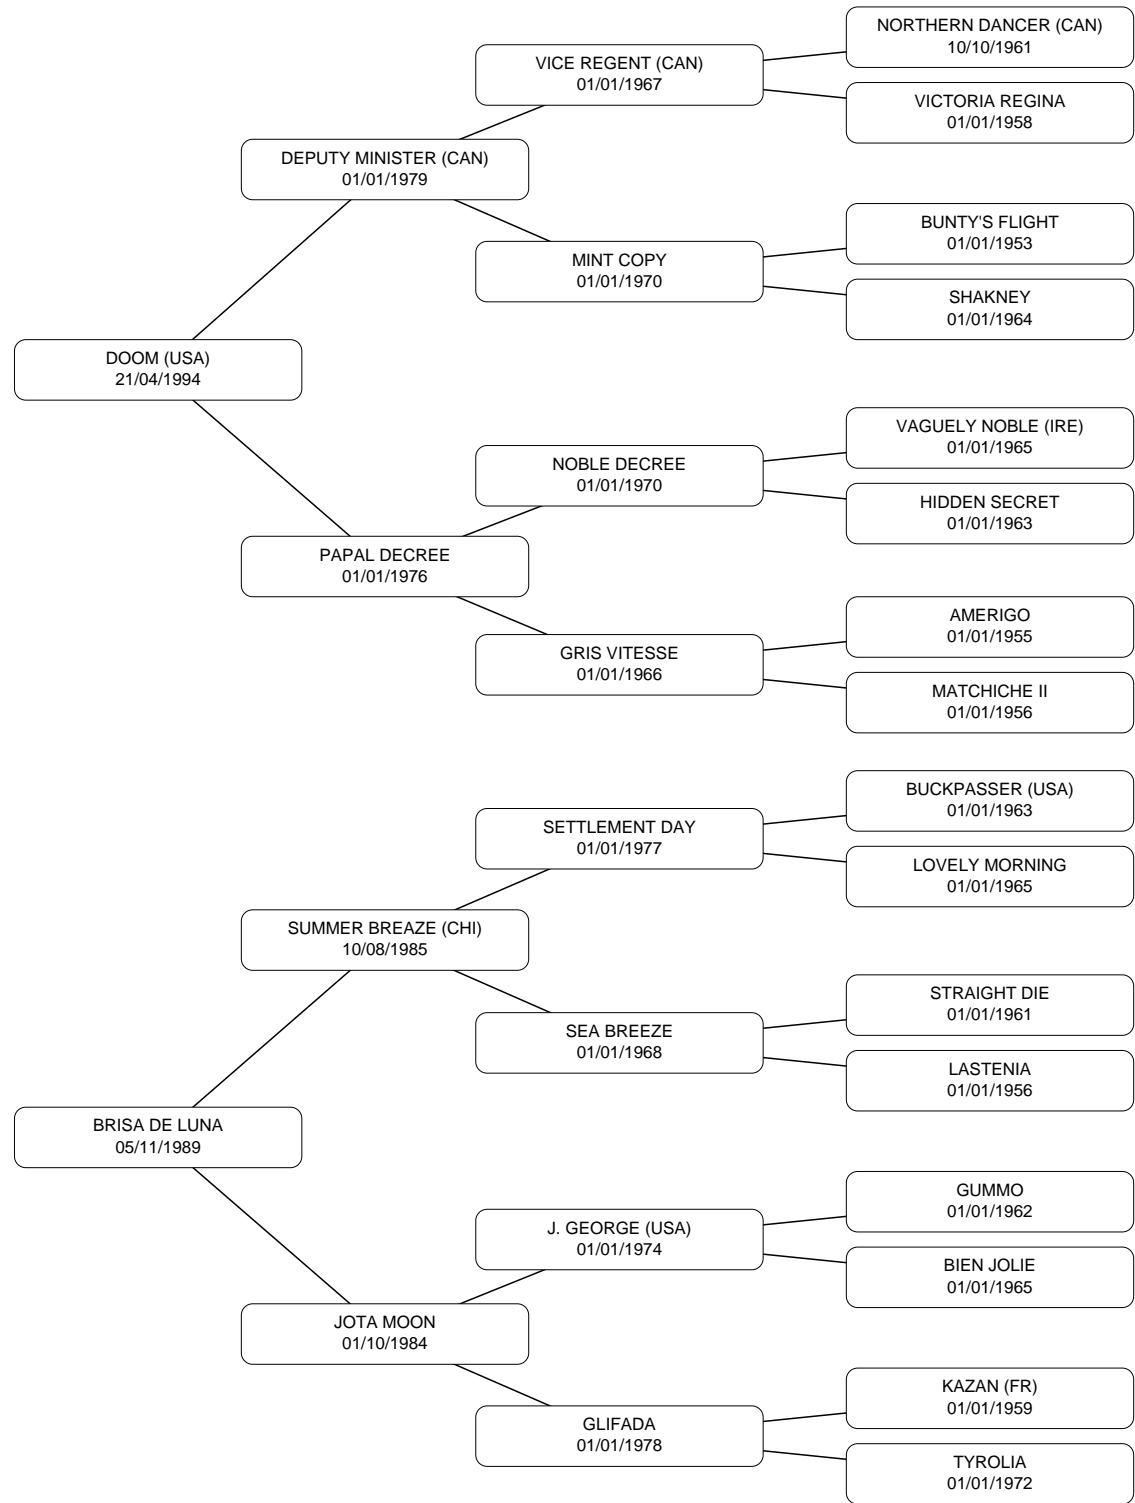 NORTHERN DANCER (CAN)
10/10/1961
VICE REGENT (CAN)
01/01/1967
VICTORIA REGINA
01/01/1958
DEPUTY MINISTER (CAN)
01/01/1979
BUNTY'S FLIGHT
01/01/1953
MINT COPY
01/01/1970
SHAKNEY
01/01/1964
DOOM (USA)
21/04/1994
VAGUELY NOBLE (IRE)
01/01/1965
NOBLE DECREE
01/01/1970
HIDDEN SECRET
01/01/1963
PAPAL DECREE
01/01/1976
AMERIGO
01/01/1955
GRIS VITESSE
01/01/1966
MATCHICHE II
01/01/1956
BUCKPASSER (USA)
01/01/1963
SETTLEMENT DAY
01/01/1977
LOVELY MORNING
01/01/1965
SUMMER BREAZE (CHI)
10/08/1985
STRAIGHT DIE
01/01/1961
SEA BREEZE
01/01/1968
LASTENIA
01/01/1956
BRISA DE LUNA
05/11/1989
GUMMO
01/01/1962
J. GEORGE (USA)
01/01/1974
BIEN JOLIE
01/01/1965
JOTA MOON
01/10/1984
KAZAN (FR)
01/01/1959
GLIFADA
01/01/1978
TYROLIA
01/01/1972